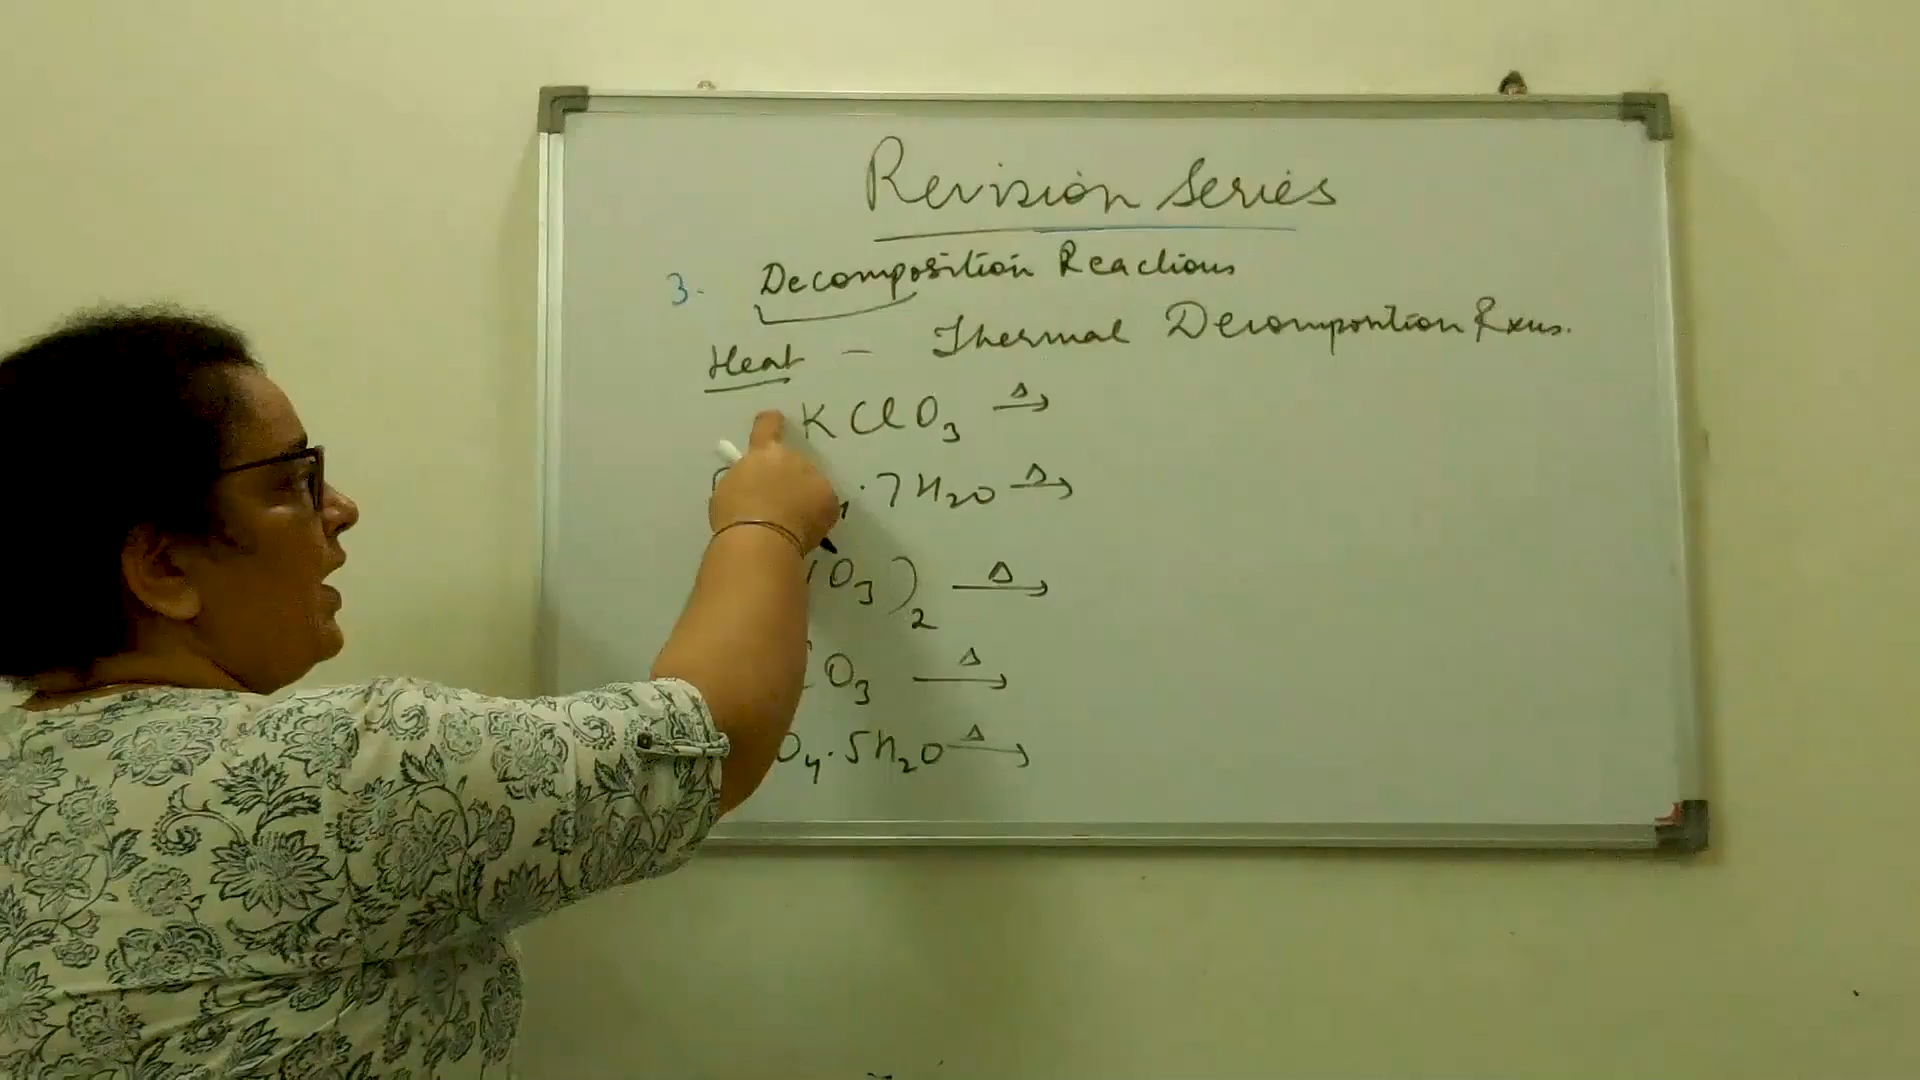 Revision Series
3. Decomposition Reactions
Heat - Thermal Decomposition Rxns.
KClO₃ →Δ
·7H₂O →Δ
O₃)₂ →Δ
O₃ →Δ
O₄·5H₂O →Δ